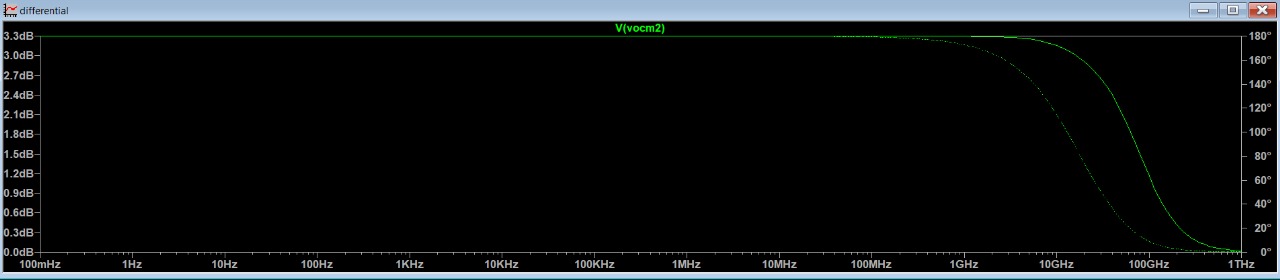 differential
V(vocm2)
3.3dB 180°
3.0dB 160°
2.7dB 140°
2.4dB 120°
2.1dB 100°
1.8dB 80°
1.5dB 60°
1.2dB 40°
0.9dB 20°
0.6dB 0°
0.3dB
0.0dB
100mHz 1Hz 10Hz 100Hz 1KHz 10KHz 100KHz 1MHz 10MHz 100MHz 1GHz 10GHz 100GHz 1THz